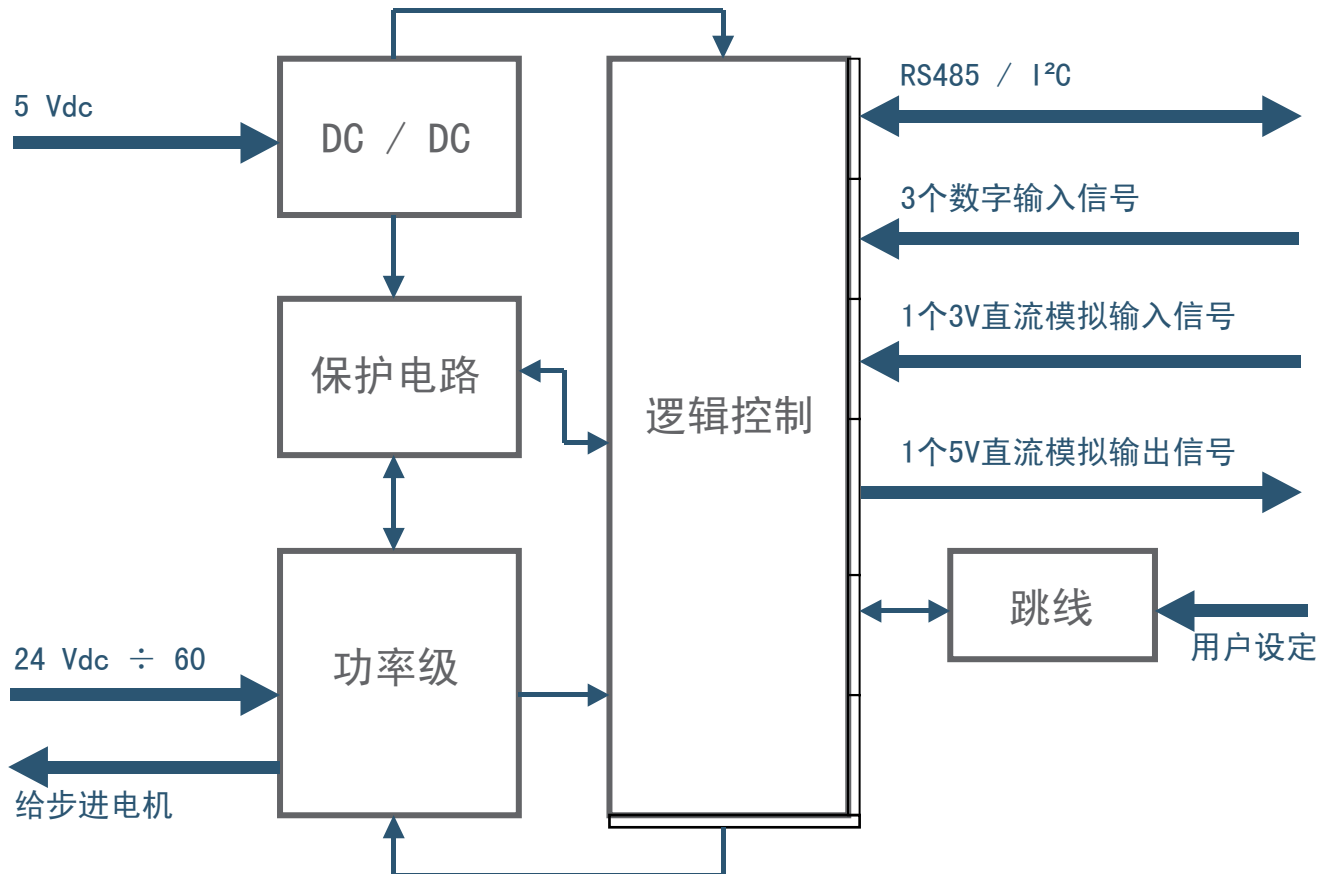 RS485 / I²C
5 Vdc
DC / DC
3个数字输入信号
1个3V直流模拟输入信号
保护电路
逻辑控制
1个5V直流模拟输出信号
跳线
用户设定
24 Vdc ÷ 60
功率级
给步进电机